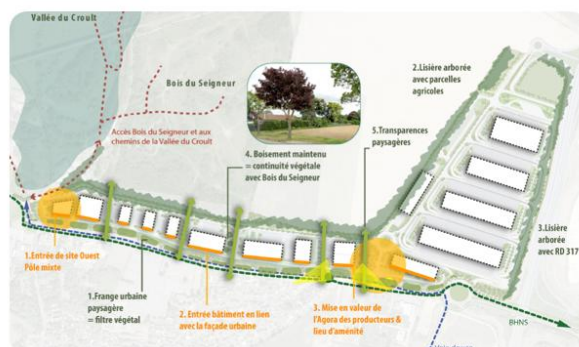 Vallée du Croult
Bois du Seigneur
Accès Bois du Seigneur et aux
chemins de la Vallée du Croult
4. Boisement maintenu
= continuité végétale
avec Bois du Seigneur
2.Lisière arborée
avec parcelles
agricoles
5.Transparences
paysagères
3.Lisière
arborée
avec RD 317
1.Entrée de site Ouest
Pôle mixte
1.Frange urbaine
paysagère
= filtre végétal
2. Entrée bâtiment en lien
avec la façade urbaine
3. Mise en valeur de
l'Agora des producteurs &
lieu d'aménité
BHNS